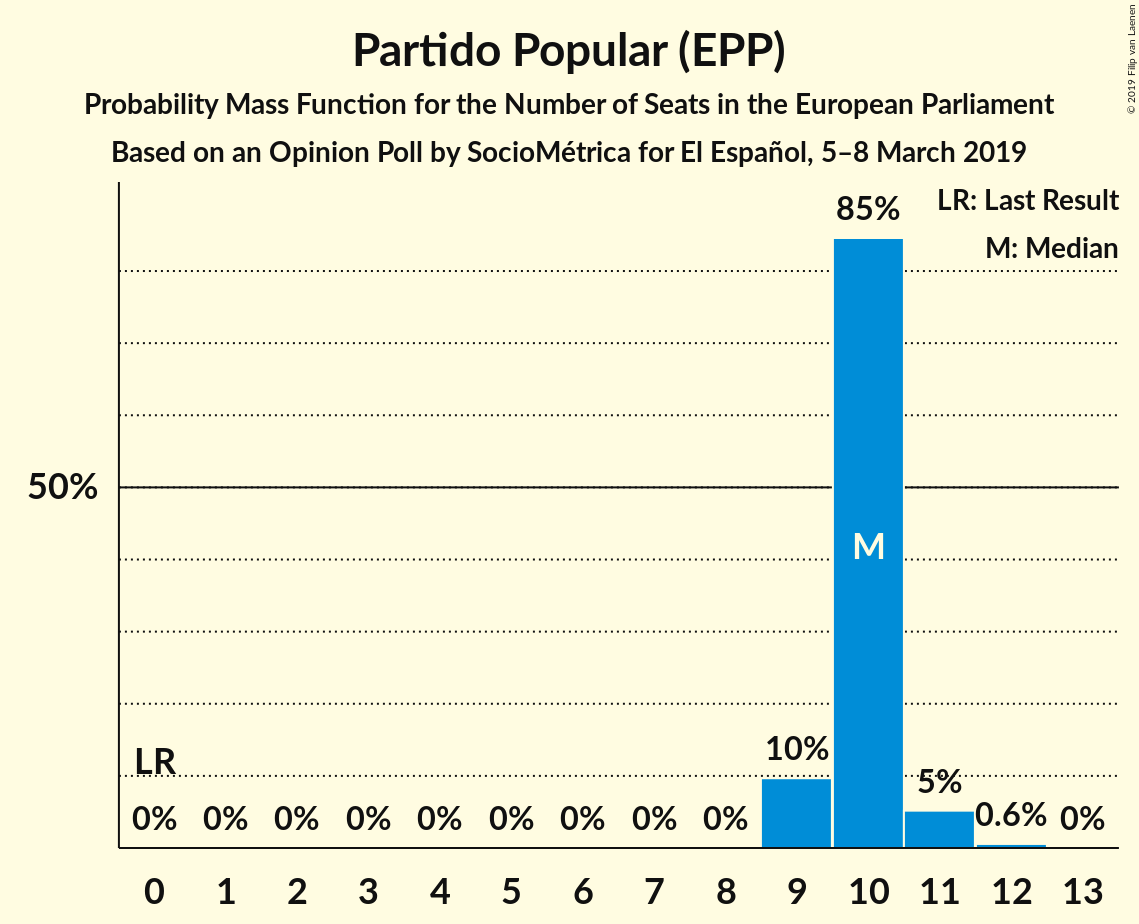 Partido Popular (EPP)
Probability Mass Function for the Number of Seats in the European Parliament
Based on an Opinion Poll by SocioMétrica for El Español, 5–8 March 2019
© 2019 Filip van Laenen
LR: Last Result
M: Median
85%
50%
M
LR
10%
5%
0% 0% 0% 0% 0% 0% 0% 0% 0% 0.6% 0%
0 1 2 3 4 5 6 7 8 9 10 11 12 13